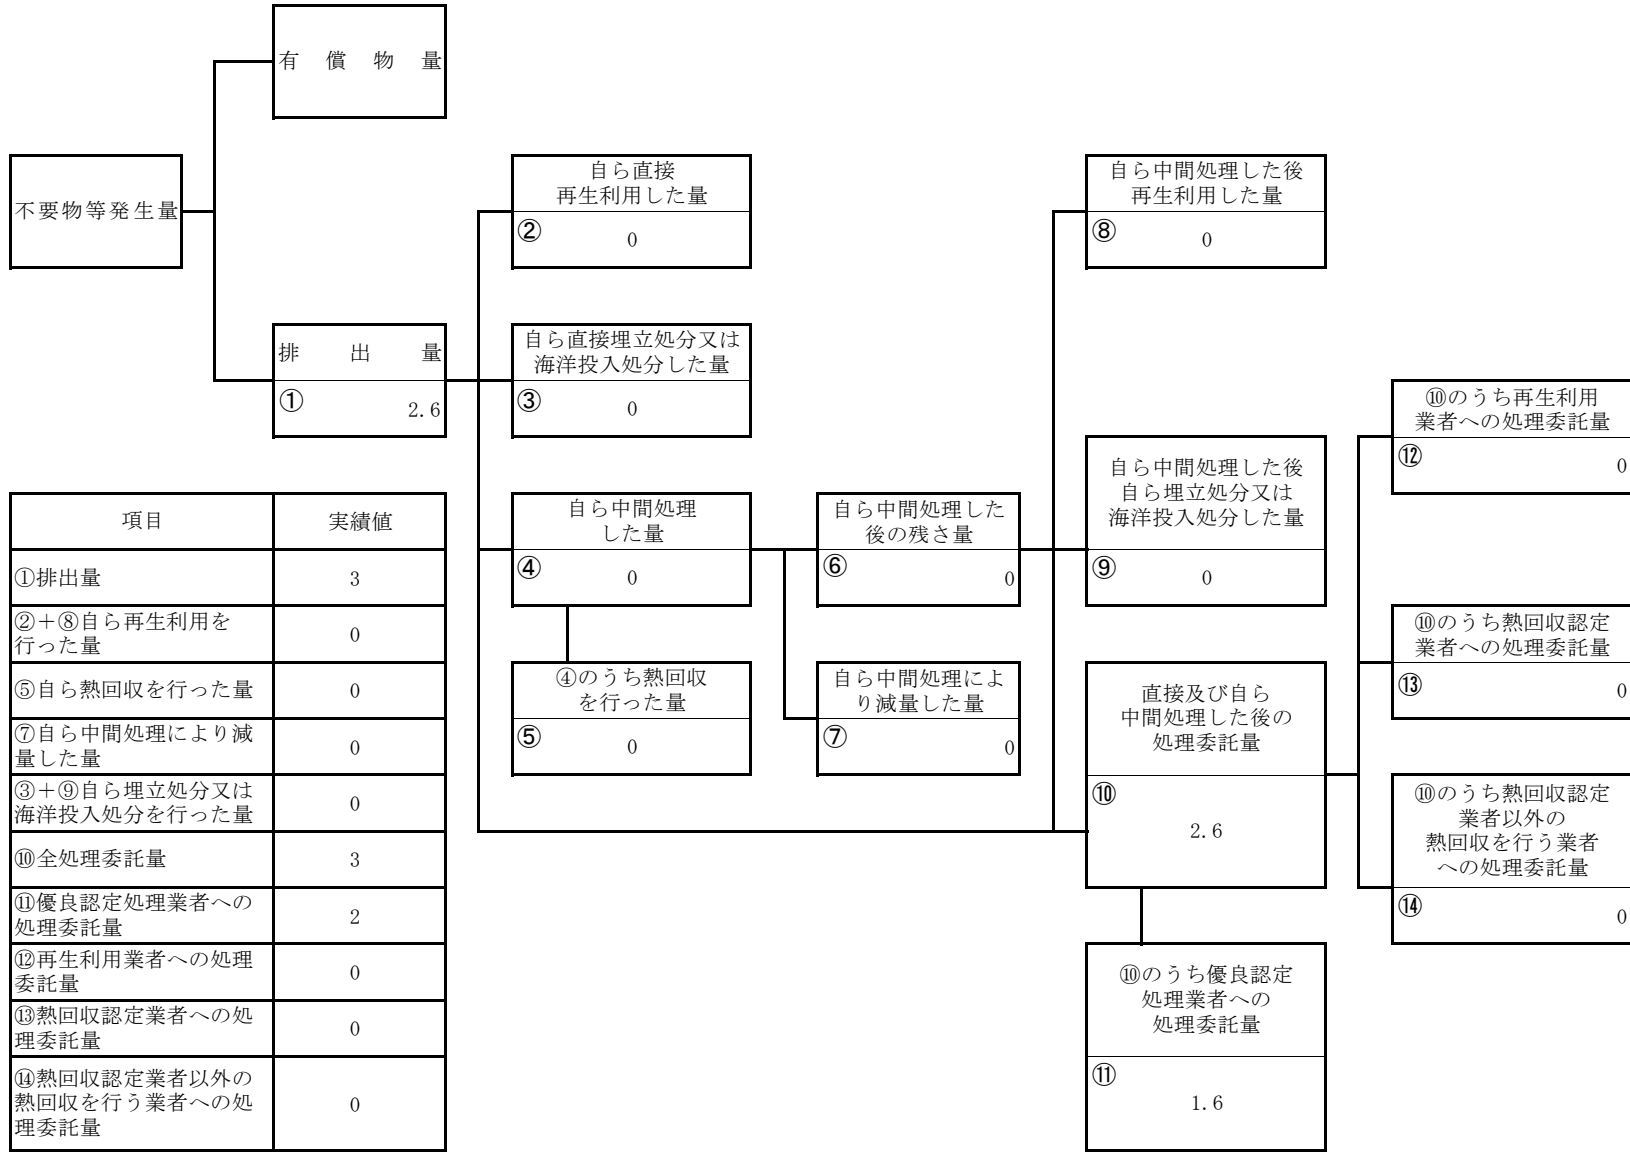 有償物量
不要物等発生量
排出量
①
2.6
自ら直接
再生利用した量
②
0
自ら直接埋立処分又は
海洋投入処分した量
③
0
自ら中間処理
した量
④
0
④のうち熱回収
を行った量
⑤
0
自ら中間処理した
後の残さ量
⑥
0
自ら中間処理によ
り減量した量
⑦
0
自ら中間処理した後
再生利用した量
⑧
0
自ら中間処理した後
自ら埋立処分又は
海洋投入処分した量
⑨
0
直接及び自ら
中間処理した後の
処理委託量
⑩
2.6
⑩のうち優良認定
処理業者への
処理委託量
⑪
1.6
⑩のうち再生利用
業者への処理委託量
⑫
0
⑩のうち熱回収認定
業者への処理委託量
⑬
0
⑩のうち熱回収認定
業者以外の
熱回収を行う業者
への処理委託量
⑭
0
項目 実績値
①排出量 3
②＋⑧自ら再生利用を
行った量 0
⑤自ら熱回収を行った量 0
⑦自ら中間処理により減
量した量 0
③＋⑨自ら埋立処分又は
海洋投入処分を行った量 0
⑩全処理委託量 3
⑪優良認定処理業者への
処理委託量 2
⑫再生利用業者への処理
委託量 0
⑬熱回収認定業者への処
理委託量 0
⑭熱回収認定業者以外の
熱回収を行う業者への処
理委託量 0